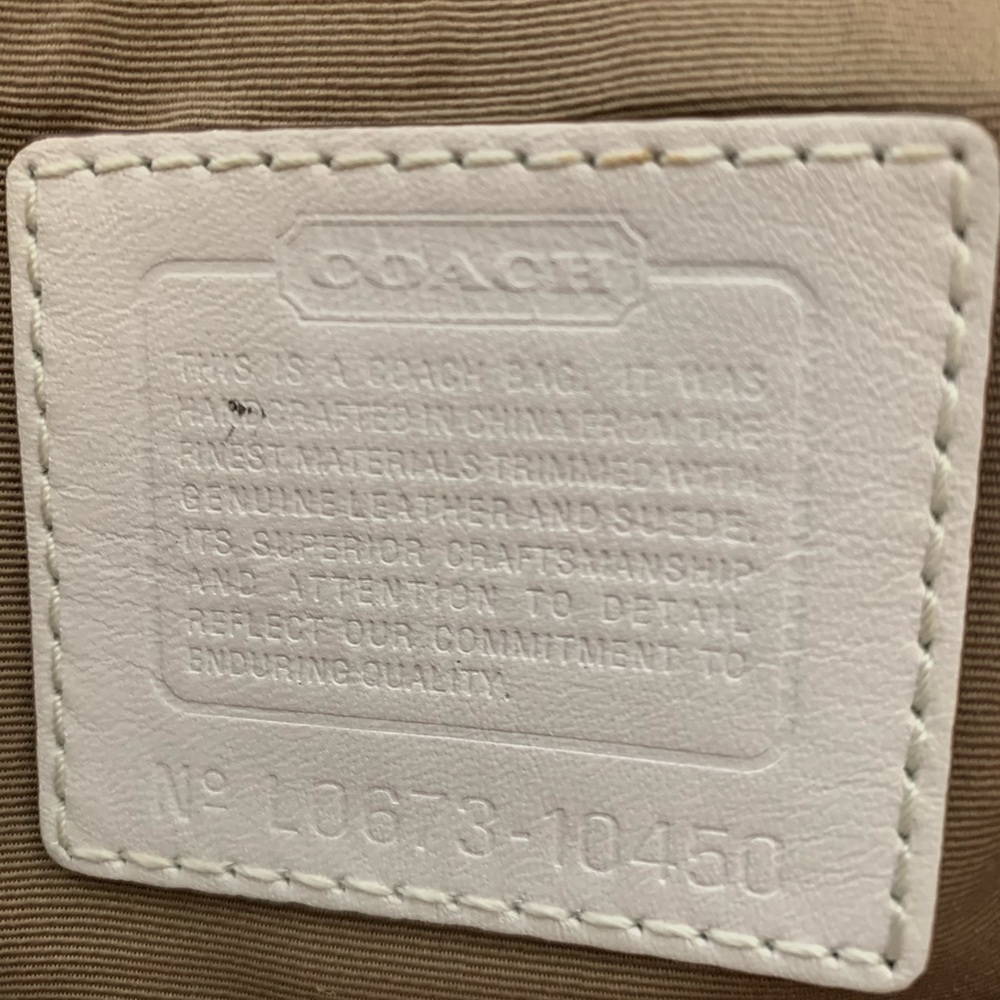 COACH
THIS IS A COACH BAG. IT WAS
HANDCRAFTED IN CHINA FROM THE
FINEST MATERIALS TRIMMED WITH
GENUINE LEATHER AND SUEDE.
ITS SUPERIOR CRAFTSMANSHIP
AND ATTENTION TO DETAIL
REFLECT OUR COMMITMENT TO
ENDURING QUALITY.
Nº L0673-10450